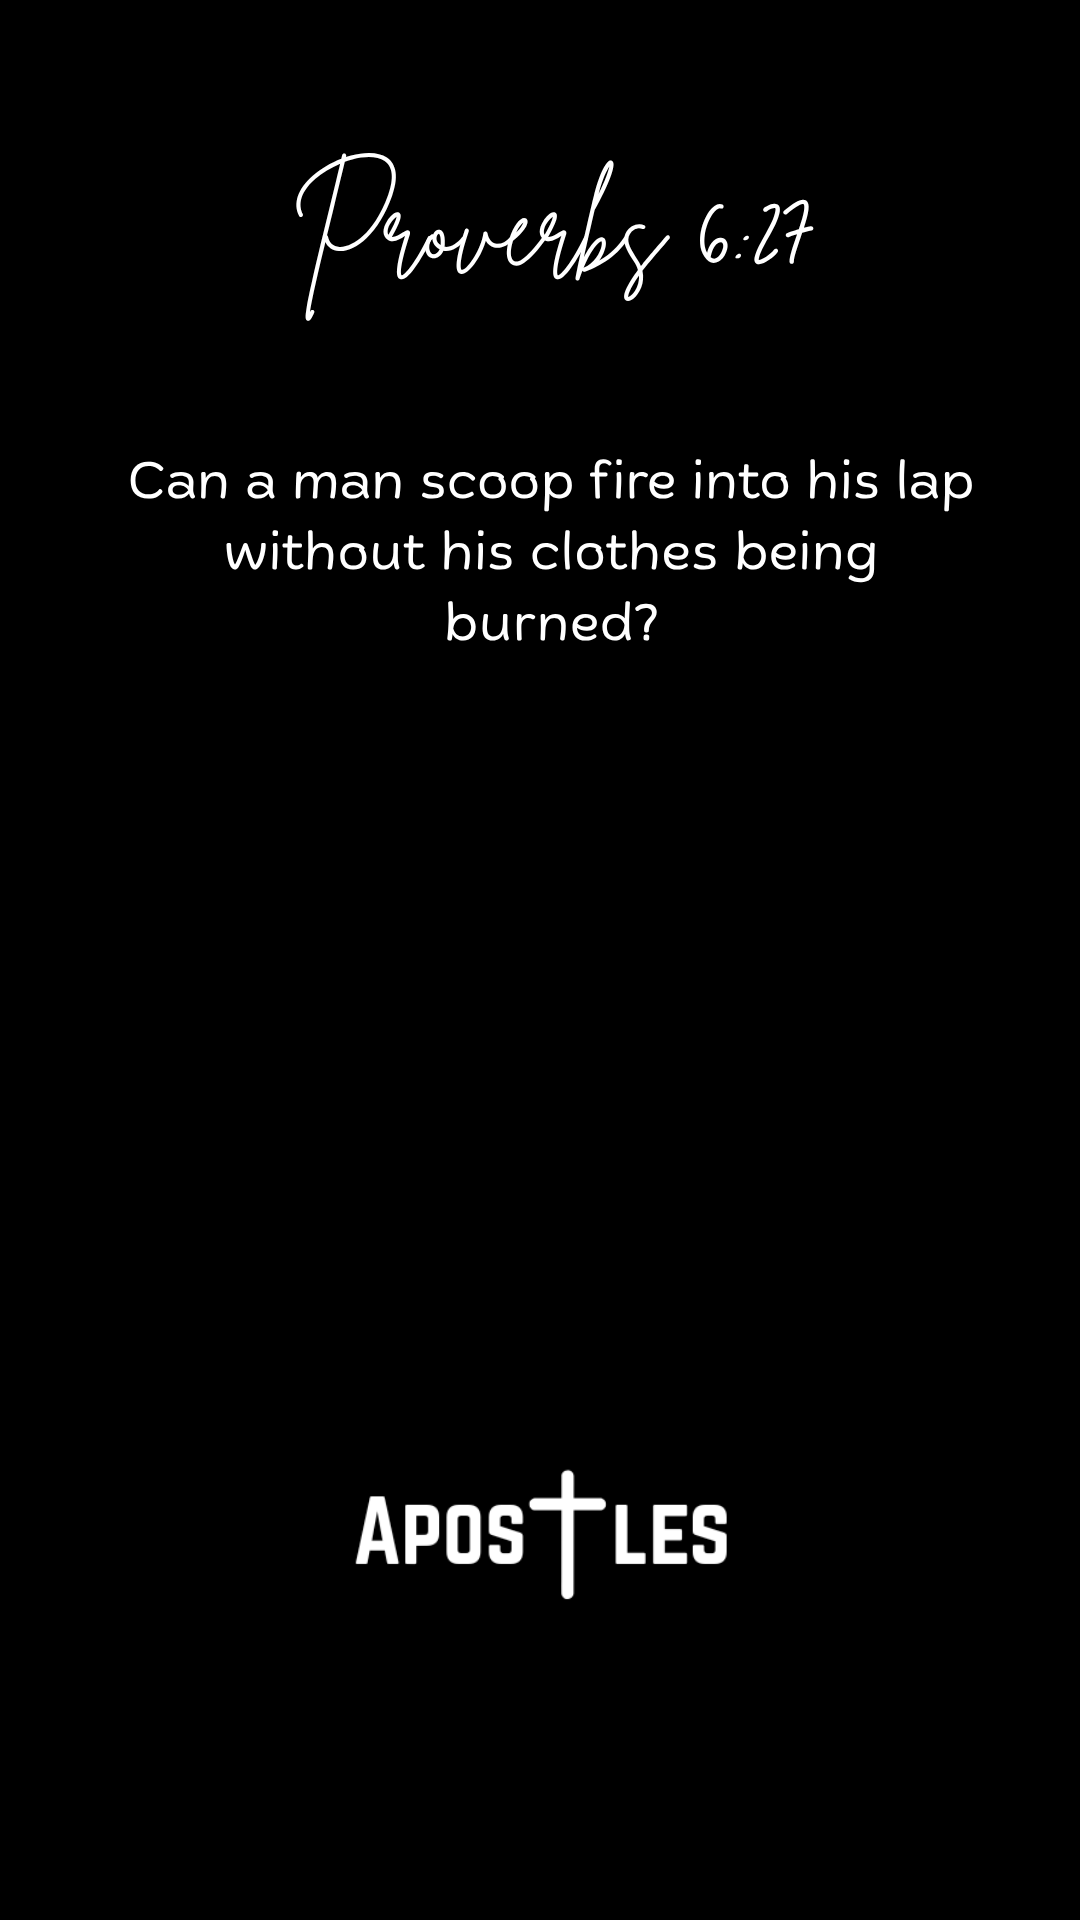 Proverbs 6:27
Can a man scoop fire into his lap
without his clothes being
burned?
APOSTLES